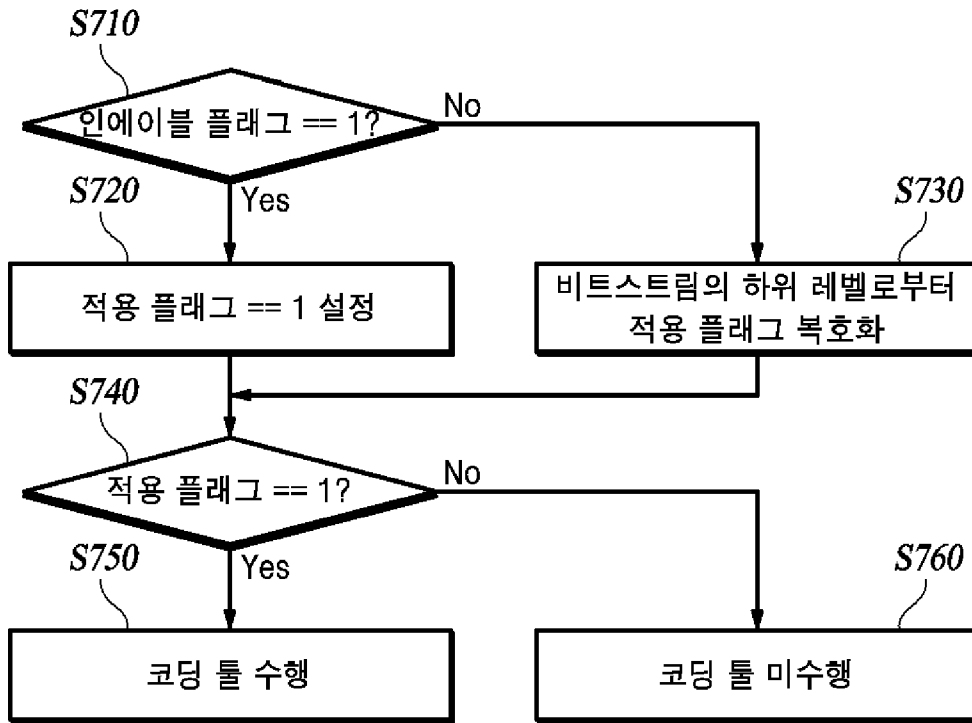 S710
인에이블 플래그 == 1?
No
Yes
S720
적용 플래그 == 1 설정
S730
비트스트림의 하위 레벨로부터
적용 플래그 복호화
S740
적용 플래그 == 1?
No
Yes
S750
코딩 툴 수행
S760
코딩 툴 미수행